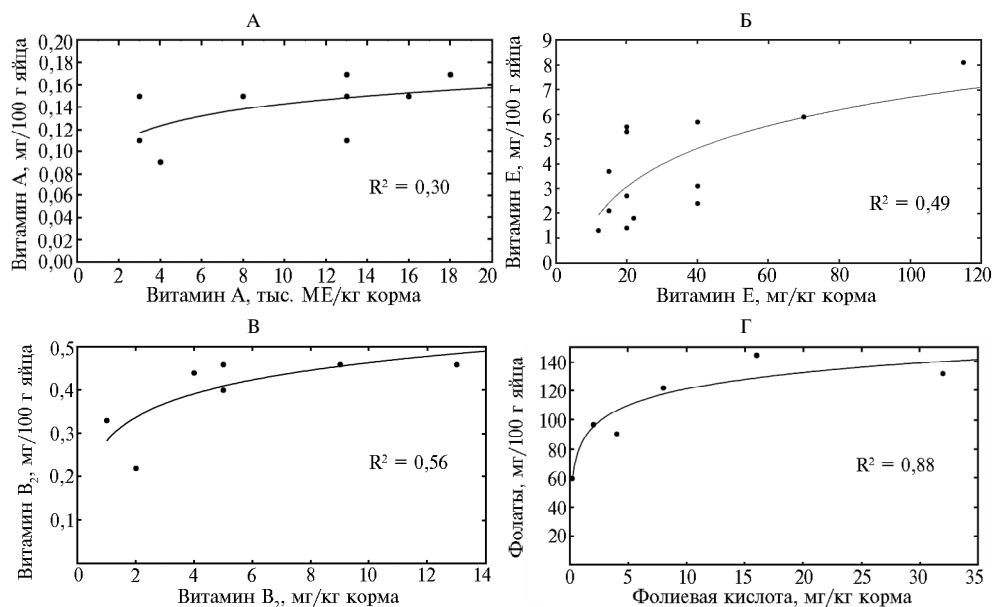 А
Витамин А, мг/100 г яйца
0,20
0,18
0,16
0,14
0,12
0,10
0,08
0,06
0,04
0,02
0,00
R² = 0,30
0 2 4 6 8 10 12 14 16 18 20
Витамин А, тыс. МЕ/кг корма
Б
Витамин Е, мг/100 г яйца
9
8
7
6
5
4
3
2
1
0
R² = 0,49
0 20 40 60 80 100 120
Витамин Е, мг/кг корма
В
Витамин В₂, мг/100 г яйца
0,5
0,4
0,3
0,2
0,1
R² = 0,56
0 2 4 6 8 10 12 14
Витамин В₂, мг/кг корма
Г
Фолаты, мг/100 г яйца
140
120
100
80
60
40
20
R² = 0,88
0 5 10 15 20 25 30 35
Фолиевая кислота, мг/кг корма